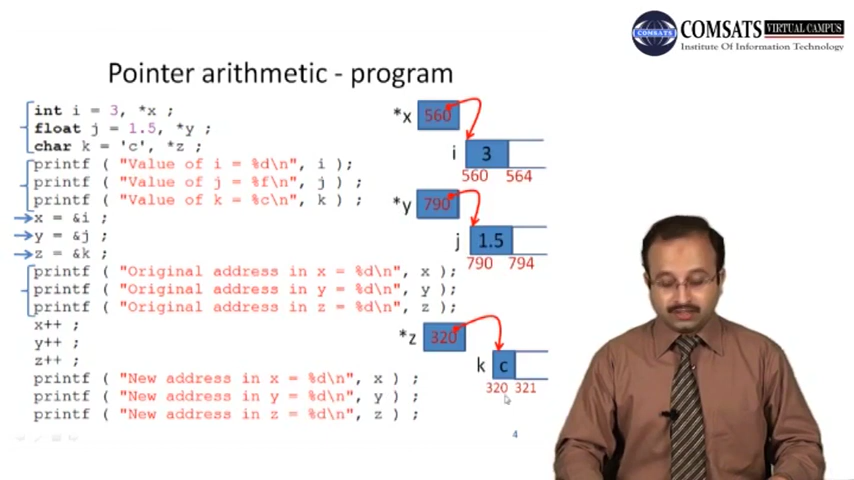 COMSATS
COMSATS VIRTUAL CAMPUS
Institute Of Information Technology
Pointer arithmetic - program
int i = 3, *x ;
float j = 1.5, *y ;
char k = 'c', *z ;
printf ( "Value of i = %d\n", i );
printf ( "Value of j = %f\n", j ) ;
printf ( "Value of k = %c\n", k ) ;
x = &i ;
y = &j ;
z = &k ;
printf ( "Original address in x = %d\n", x );
printf ( "Original address in y = %d\n", y );
printf ( "Original address in z = %d\n", z );
x++ ;
y++ ;
z++ ;
printf ( "New address in x = %d\n", x ) ;
printf ( "New address in y = %d\n", y ) ;
printf ( "New address in z = %d\n", z ) ;
*x 560
i 3
560 564
*y 790
j 1.5
790 794
*z 320
k c
320 321
4